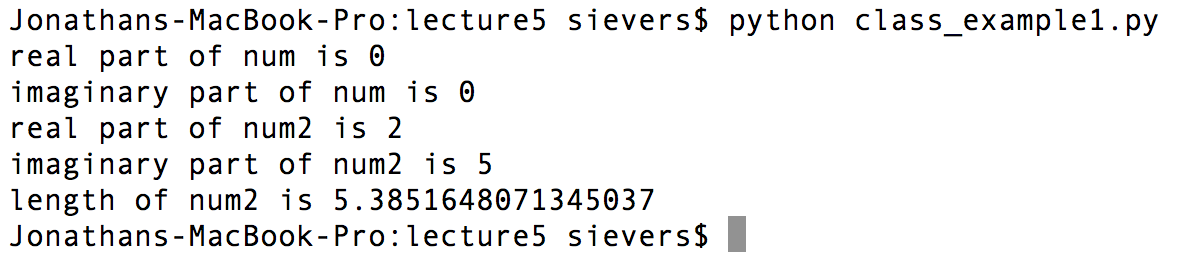 Jonathans-MacBook-Pro:lecture5 sievers$ python class_example1.py
real part of num is 0
imaginary part of num is 0
real part of num2 is 2
imaginary part of num2 is 5
length of num2 is 5.3851648071345037
Jonathans-MacBook-Pro:lecture5 sievers$